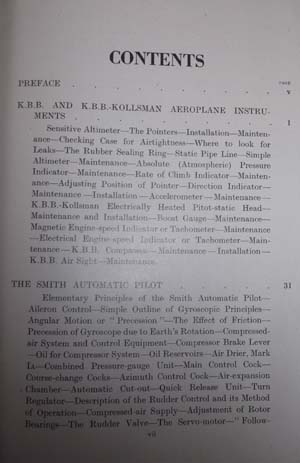 CONTENTS
PAGE
PREFACE . . . . . . . . . v
K.B.B. AND K.B.B.-KOLLSMAN AEROPLANE INSTRU-
MENTS . . . . . . . . . 1
Sensitive Altimeter—The Pointers—Installation—Mainten-
ance—Checking Case for Airtightness—Where to look for
Leaks—The Rubber Sealing Ring—Static Pipe Line—Simple
Altimeter—Maintenance—Absolute (Atmospheric) Pressure
Indicator—Maintenance—Rate of Climb Indicator—Mainten-
ance—Adjusting Position of Pointer—Direction Indicator—
Maintenance—Installation—Accelerometer—Maintenance—
K.B.B.-Kollsman Electrically Heated Pitot-static Head—
Maintenance and Installation—Boost Gauge—Maintenance—
Magnetic Engine-speed Indicator or Tachometer—Maintenance
—Electrical Engine-speed Indicator or Tachometer—Main-
tenance—K.B.B. Compasses—Maintenance—Installation—
K.B.B. Air Sight—Maintenance.
THE SMITH AUTOMATIC PILOT . . . . . 31
Elementary Principles of the Smith Automatic Pilot—
Aileron Control—Simple Outline of Gyroscopic Principles—
Angular Motion or "Precession"—The Effect of Friction—
Precession of Gyroscope due to Earth's Rotation—Compressed-
air System and Control Equipment—Compressor Brake Lever
—Oil for Compressor System—Oil Reservoirs—Air Drier, Mark
IA—Combined Pressure-gauge Unit—Main Control Cock—
Course-change Cocks—Azimuth Control Cock—Air-expansion
Chamber—Automatic Cut-out—Quick Release Unit—Turn
Regulator—Description of the Rudder Control and its Method
of Operation—Compressed-air Supply—Adjustment of Rotor
Bearings—The Rudder Valve—The Servo-motor—" Follow-
vii